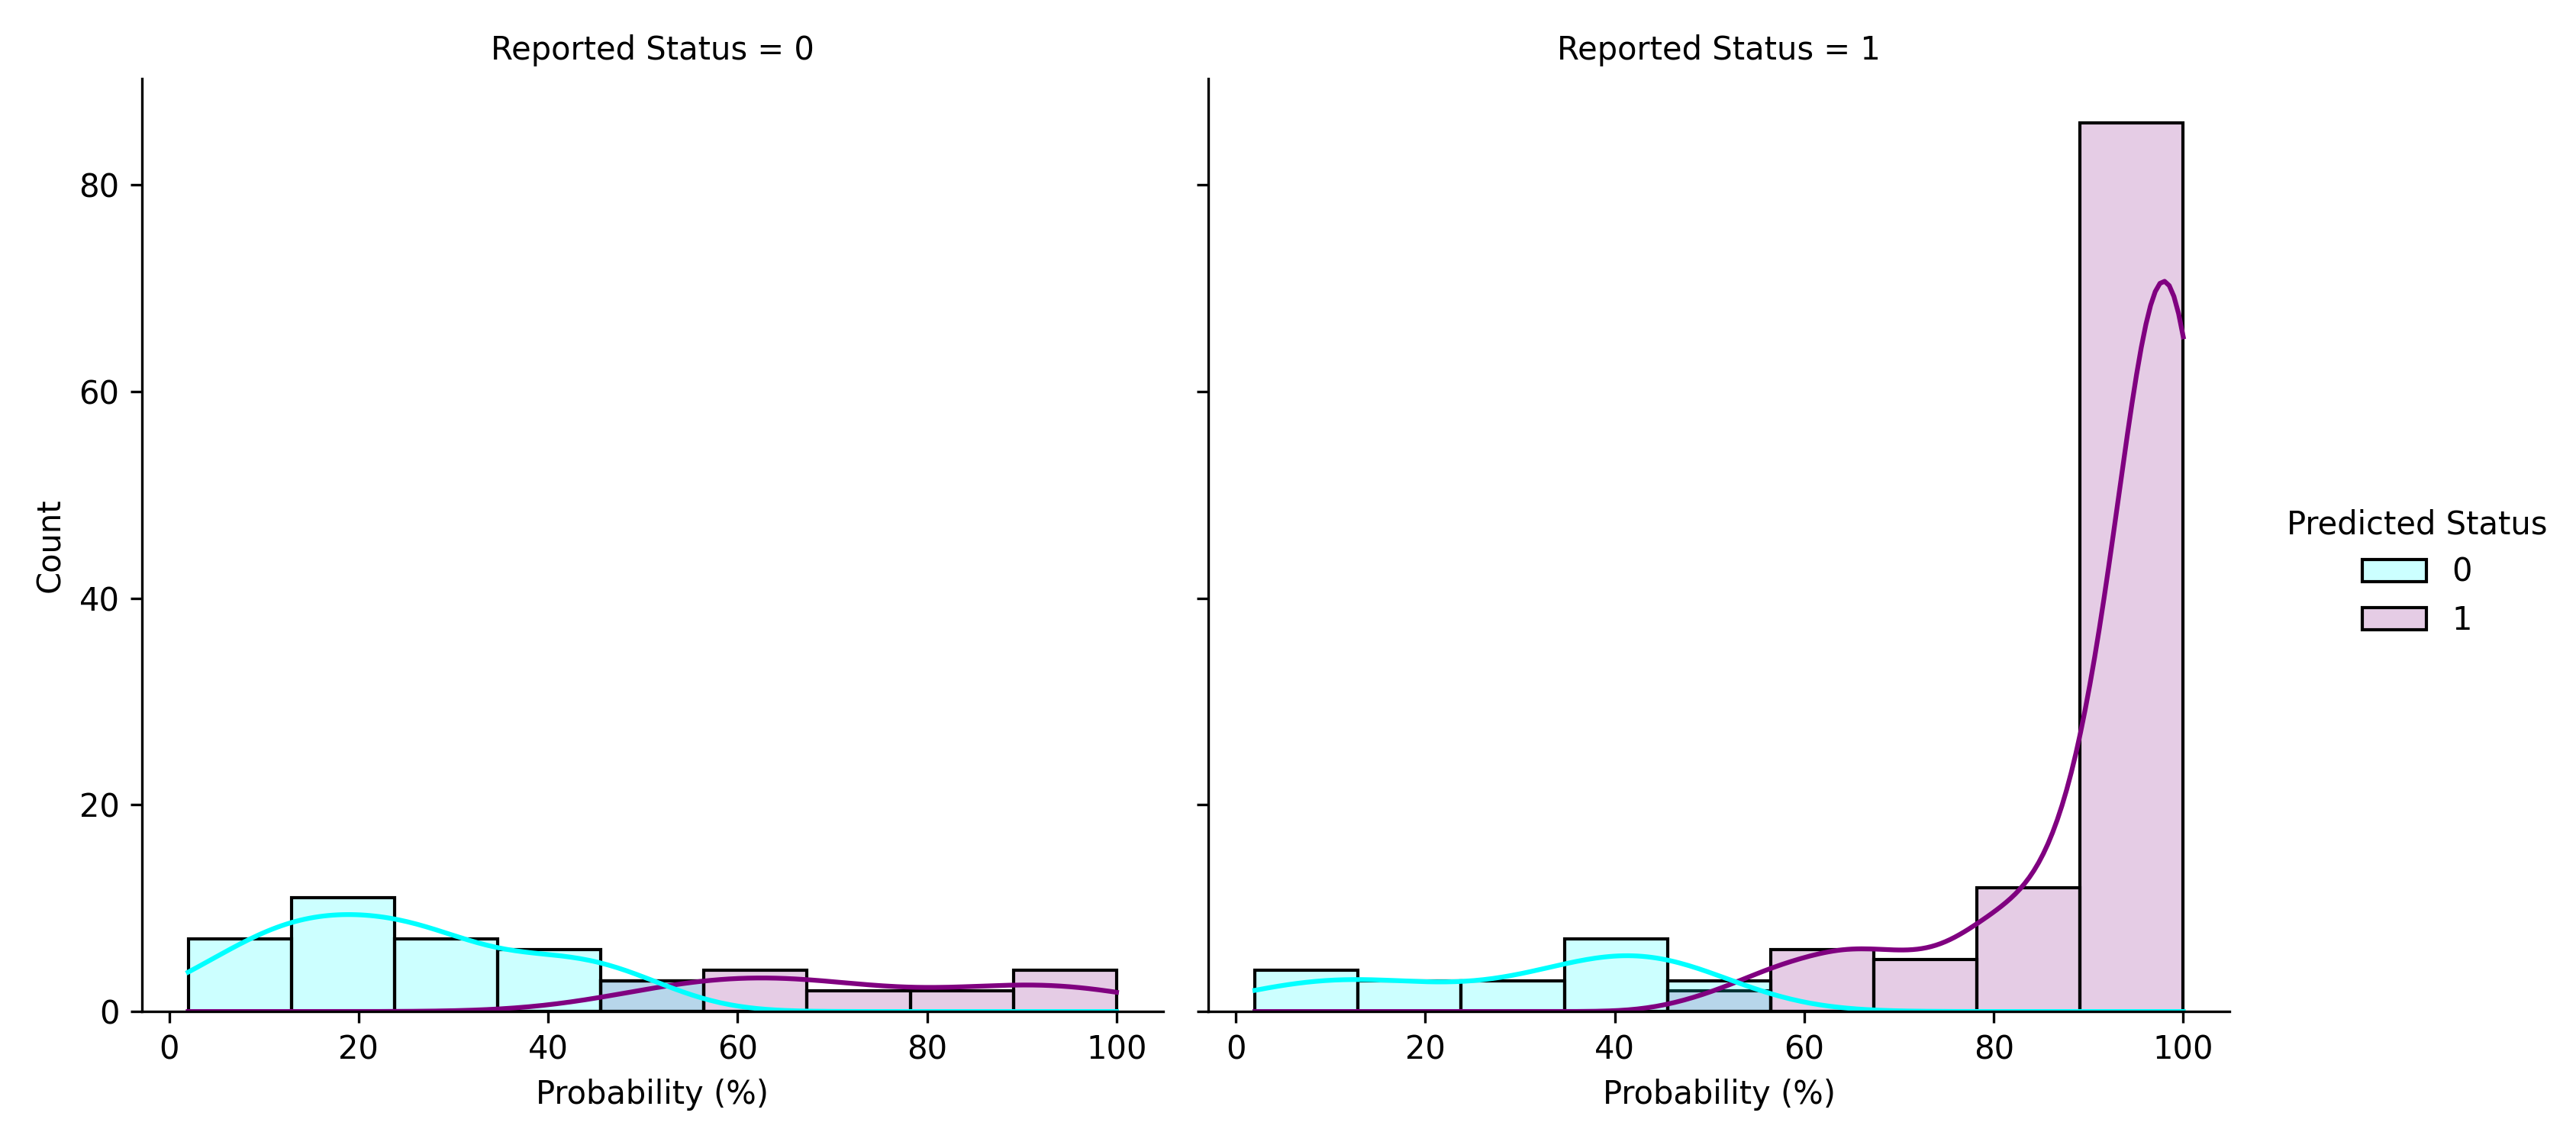 Reported Status = 0
Reported Status = 1
Count
80
60
40
20
0
0 20 40 60 80 100
0 20 40 60 80 100
Probability (%)
Probability (%)
Predicted Status
0
1